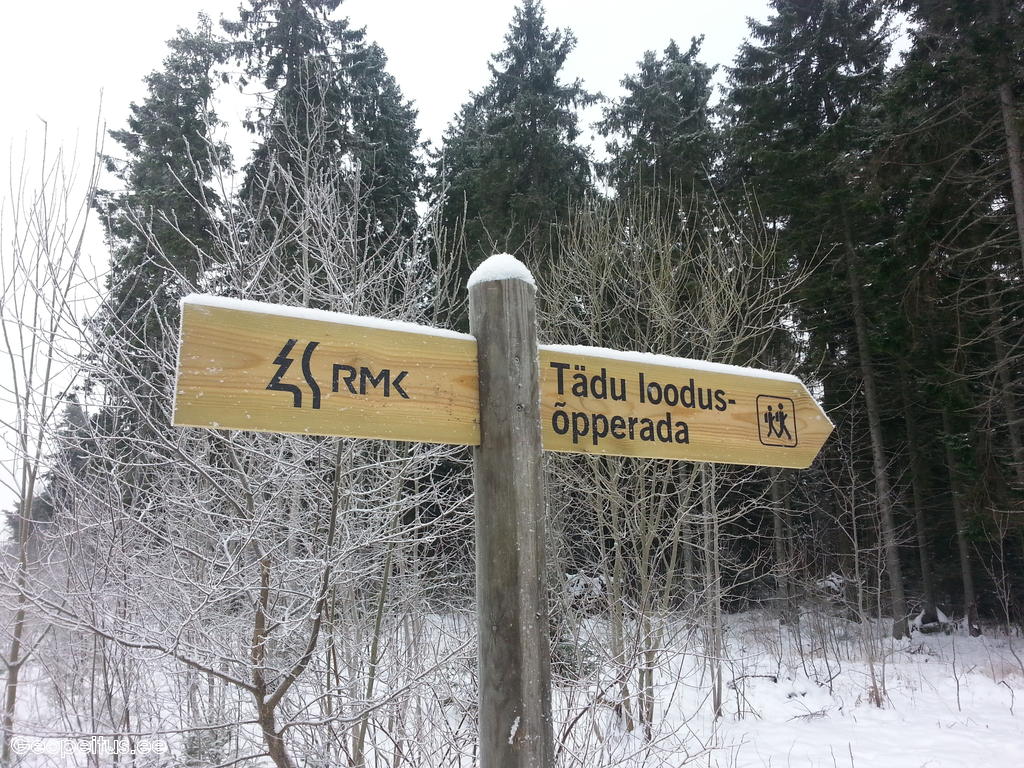 RMK
Tädu loodus-
õpperada
©Geopeitus.ee